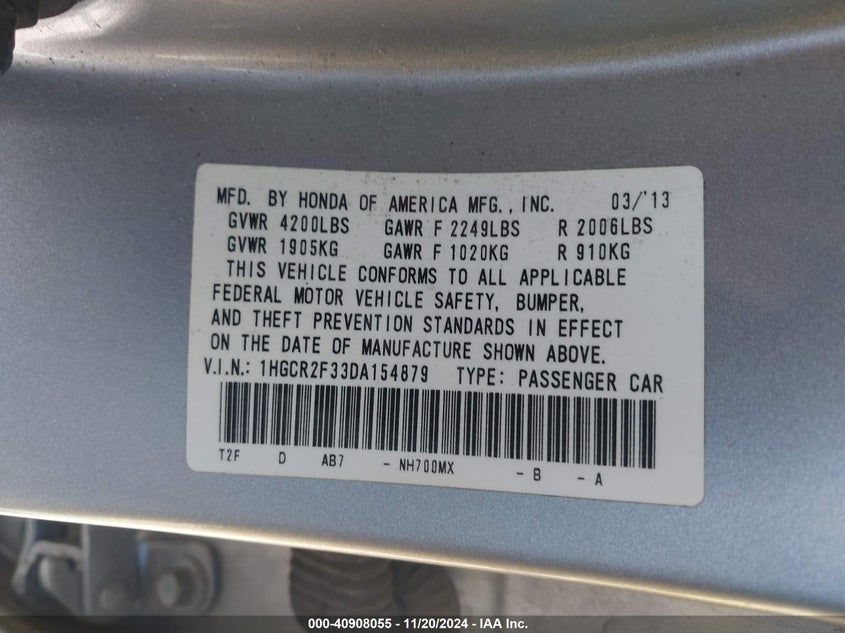 MFD. BY HONDA OF AMERICA MFG., INC. 03/'13
GVWR 4200LBS GAWR F 2249LBS R 2006LBS
GVWR 1905KG GAWR F 1020KG R 910KG
THIS VEHICLE CONFORMS TO ALL APPLICABLE
FEDERAL MOTOR VEHICLE SAFETY, BUMPER,
AND THEFT PREVENTION STANDARDS IN EFFECT
ON THE DATE OF MANUFACTURE SHOWN ABOVE.
V.I.N.: 1HGCR2F33DA154879 TYPE: PASSENGER CAR
T2F D AB7 - NH700MX - B - A
000-40908055 — 11/20/2024 — IAA Inc.